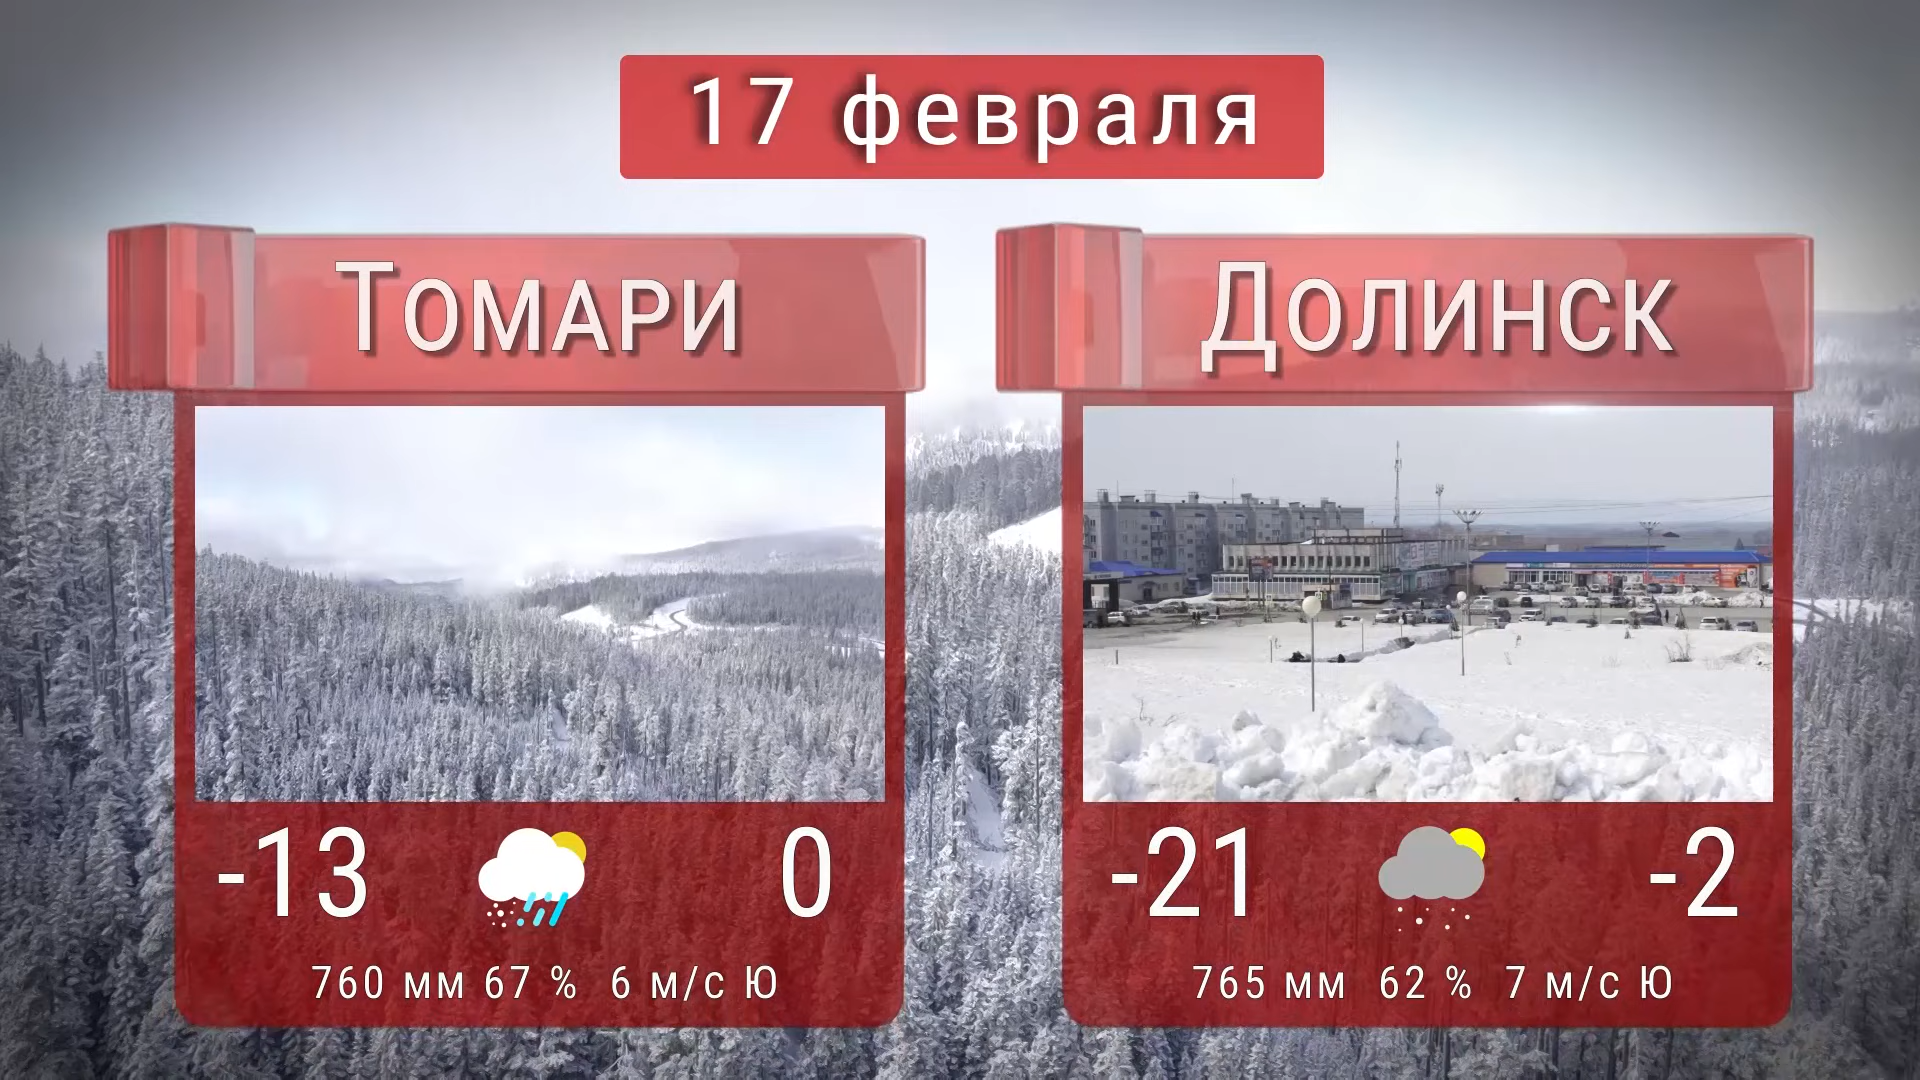 17 февраля
Томари
Долинск
-13 0
760 мм 67 % 6 м/с Ю
-21 -2
765 мм 62 % 7 м/с Ю